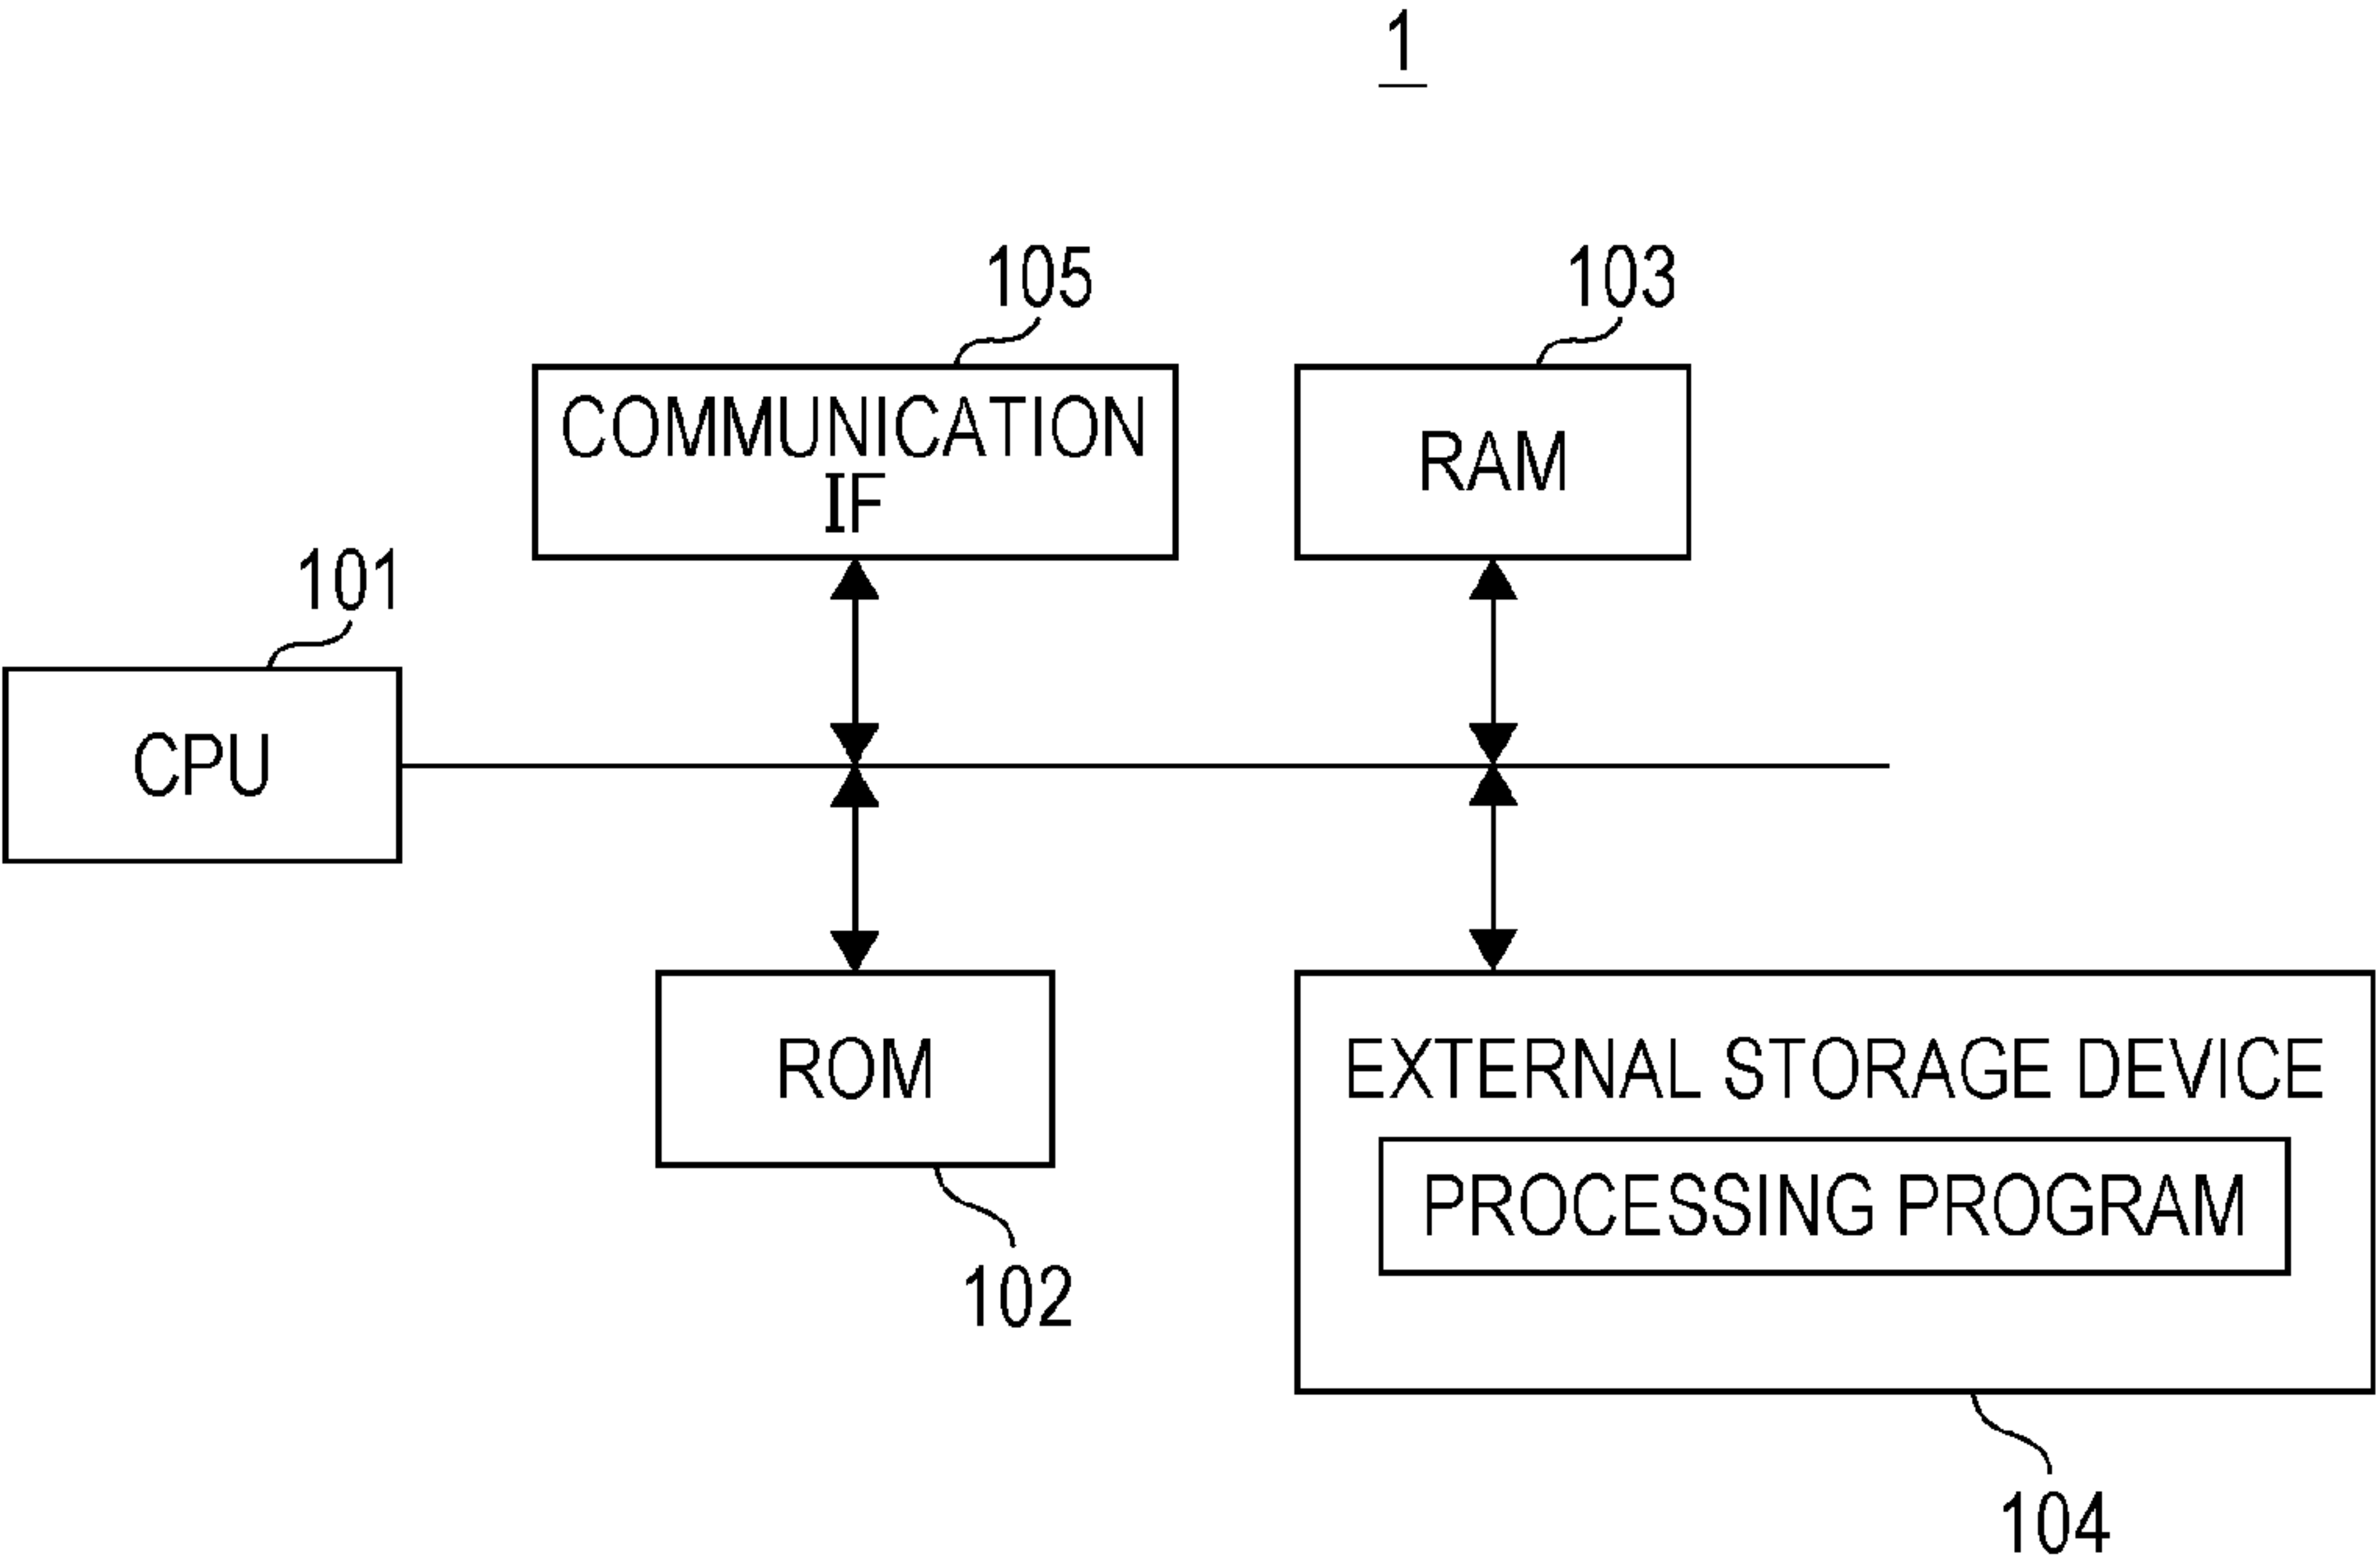 1
105
103
COMMUNICATION
IF
RAM
101
CPU
ROM
EXTERNAL STORAGE DEVICE
PROCESSING PROGRAM
102
104